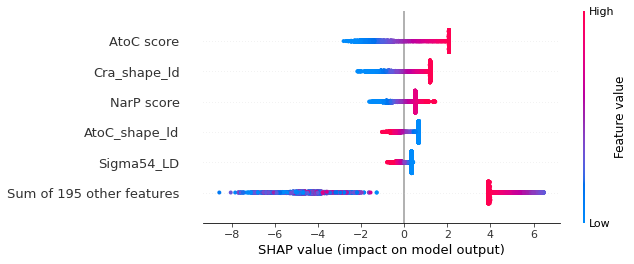 High
AtoC score
Cra_shape_ld
NarP score
AtoC_shape_ld
Sigma54_LD
Sum of 195 other features
Feature value
Low
−8 −6 −4 −2 0 2 4 6
SHAP value (impact on model output)